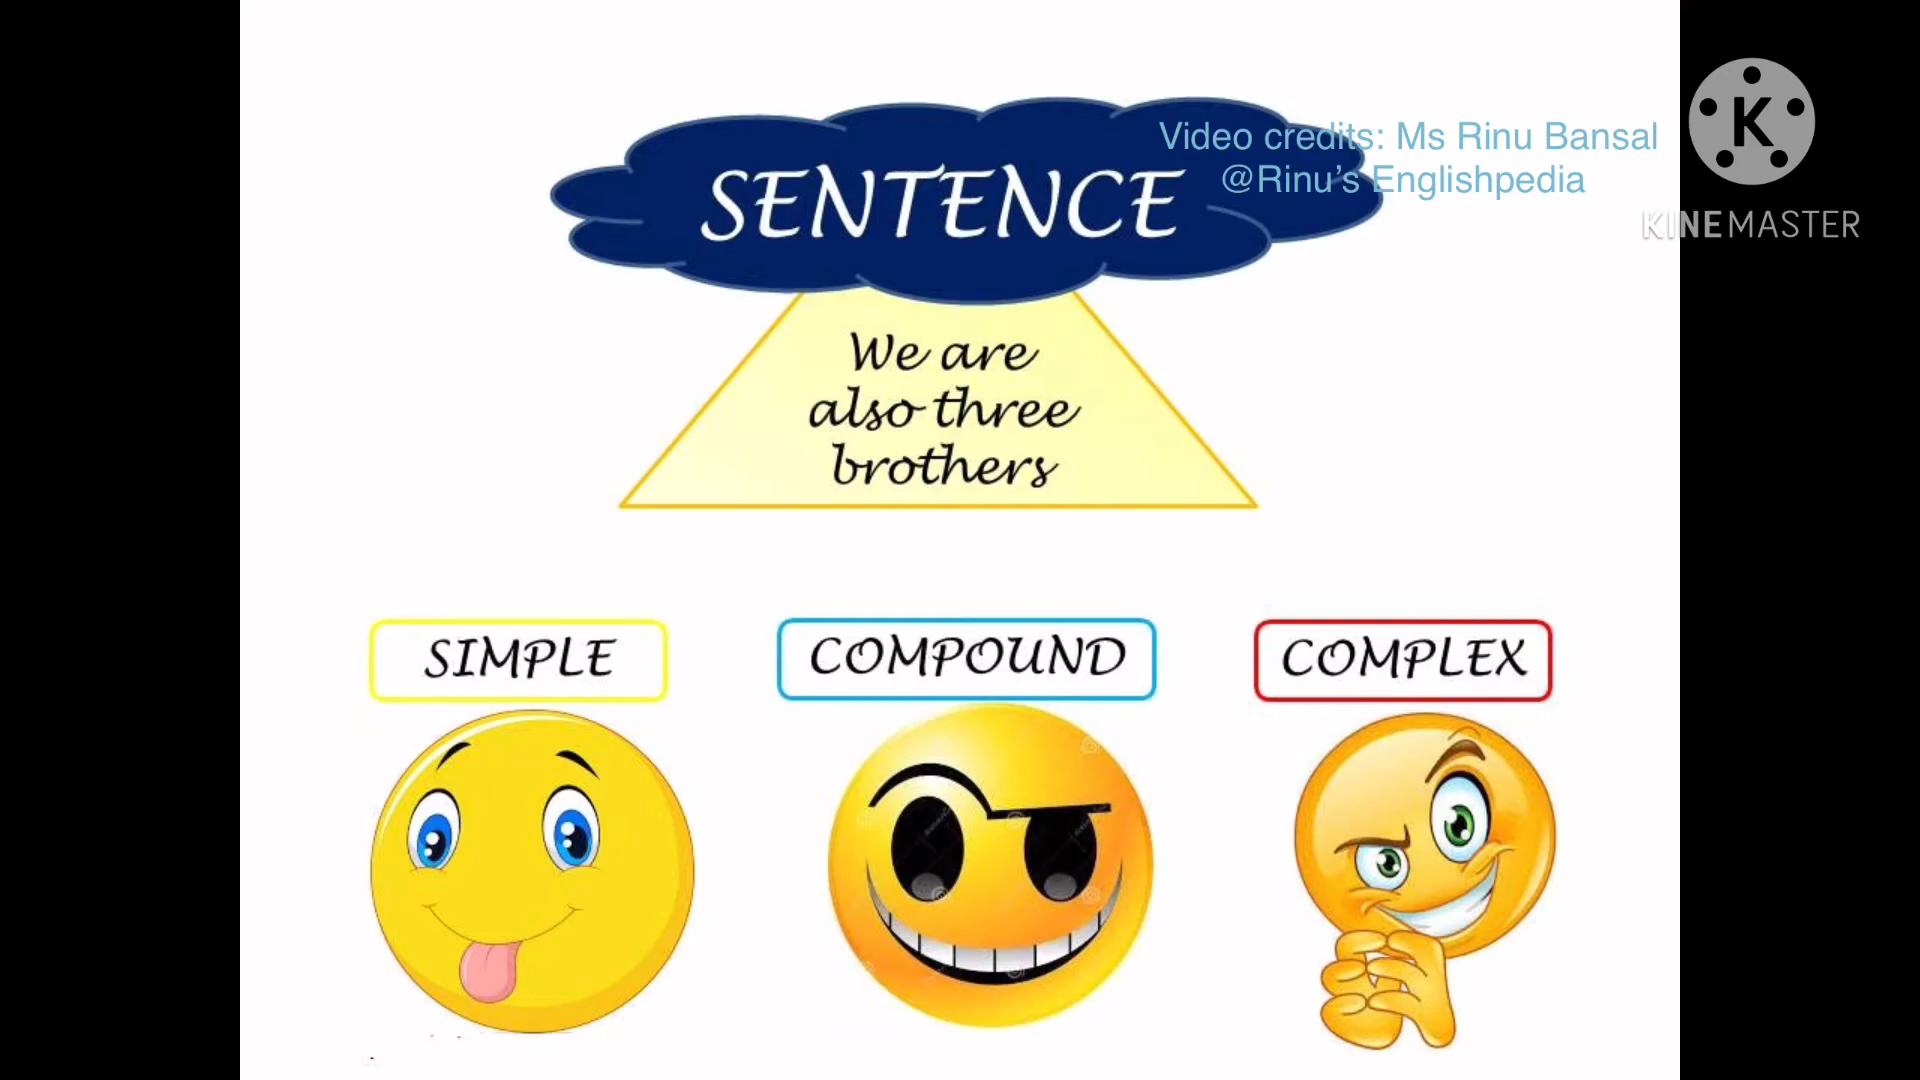 Video credits: Ms Rinu Bansal
@Rinu’s Englishpedia
K
KINEMASTER
SENTENCE
We are
also three
brothers
SIMPLE
COMPOUND
COMPLEX